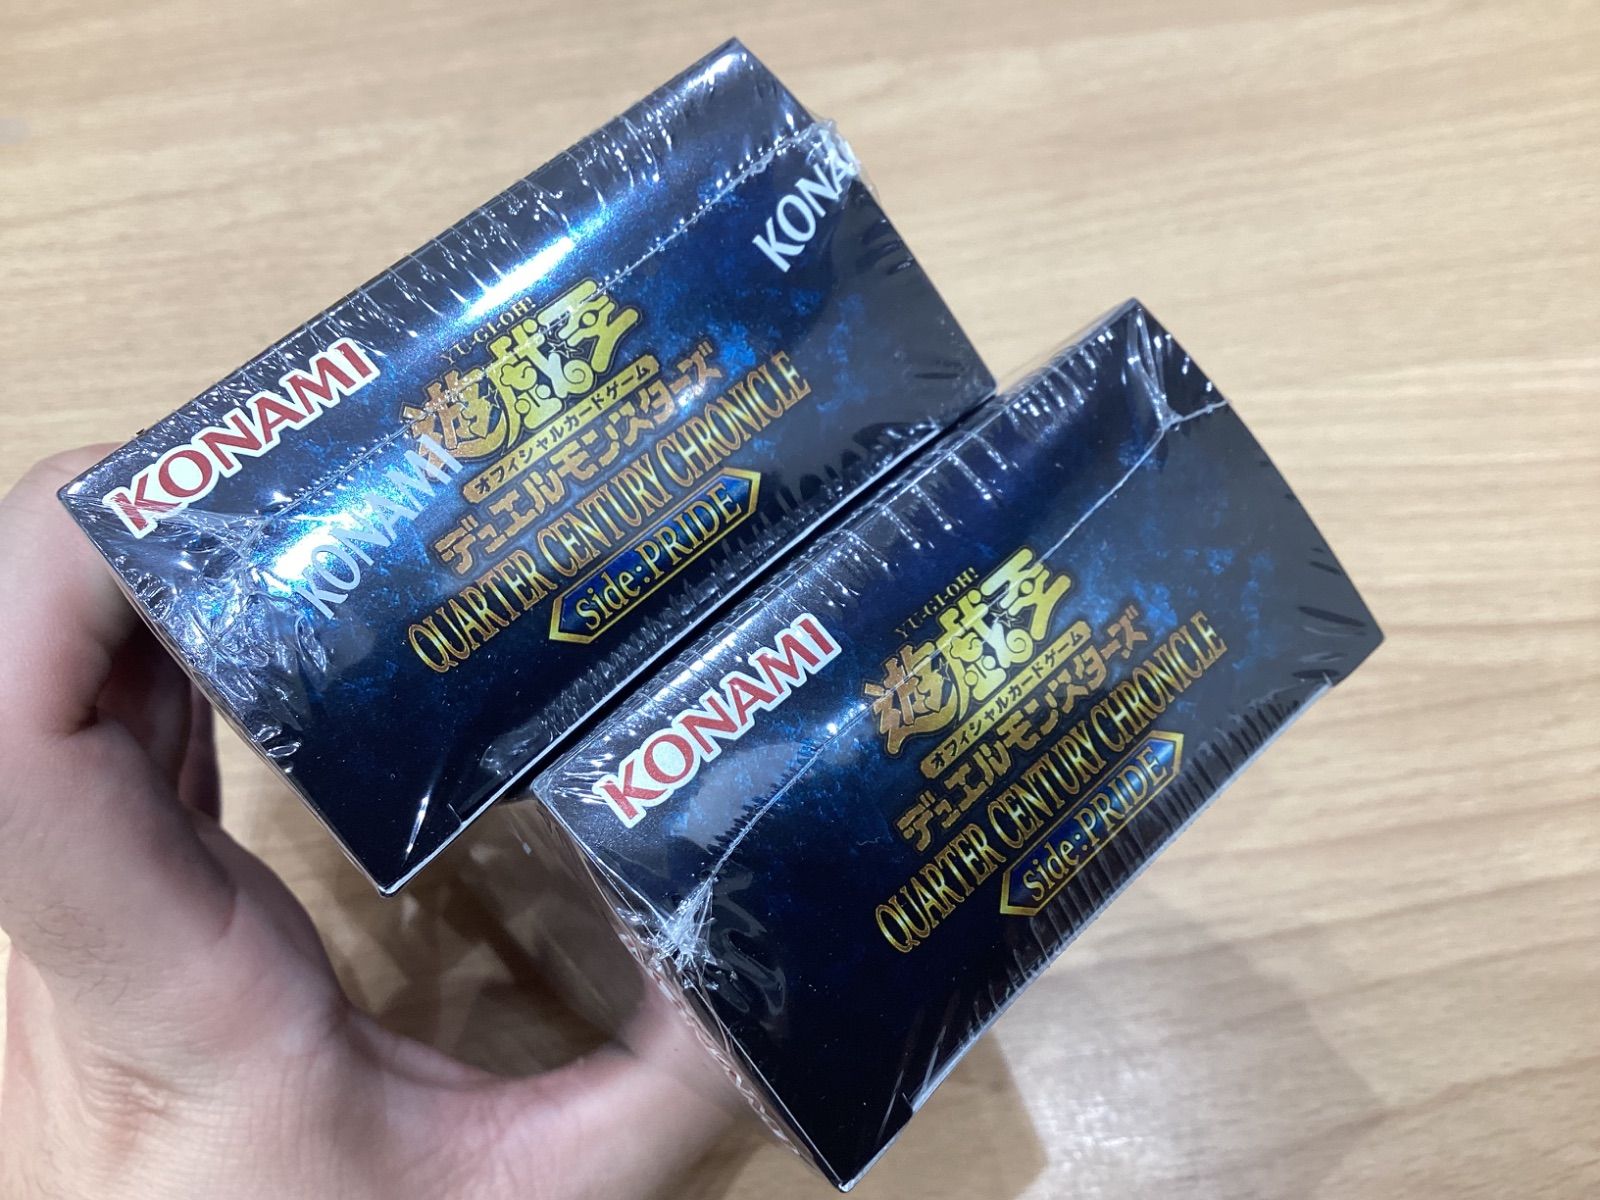 KONAMI
KONAMI
KONA
YU-GI-OH!
遊戯王
オフィシャルカードゲーム
デュエルモンスターズ
QUARTER CENTURY CHRONICLE
side:PRIDE
KONAMI
YU-GI-OH!
遊戯王
オフィシャルカードゲーム
デュエルモンスターズ
QUARTER CENTURY CHRONICLE
side:PRIDE